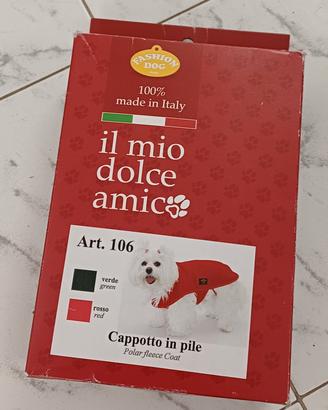 FASHION
DOG
100%
made in Italy
il mio
dolce
amico
Art. 106
verde
green
rosso
red
Cappotto in pile
Polar fleece Coat